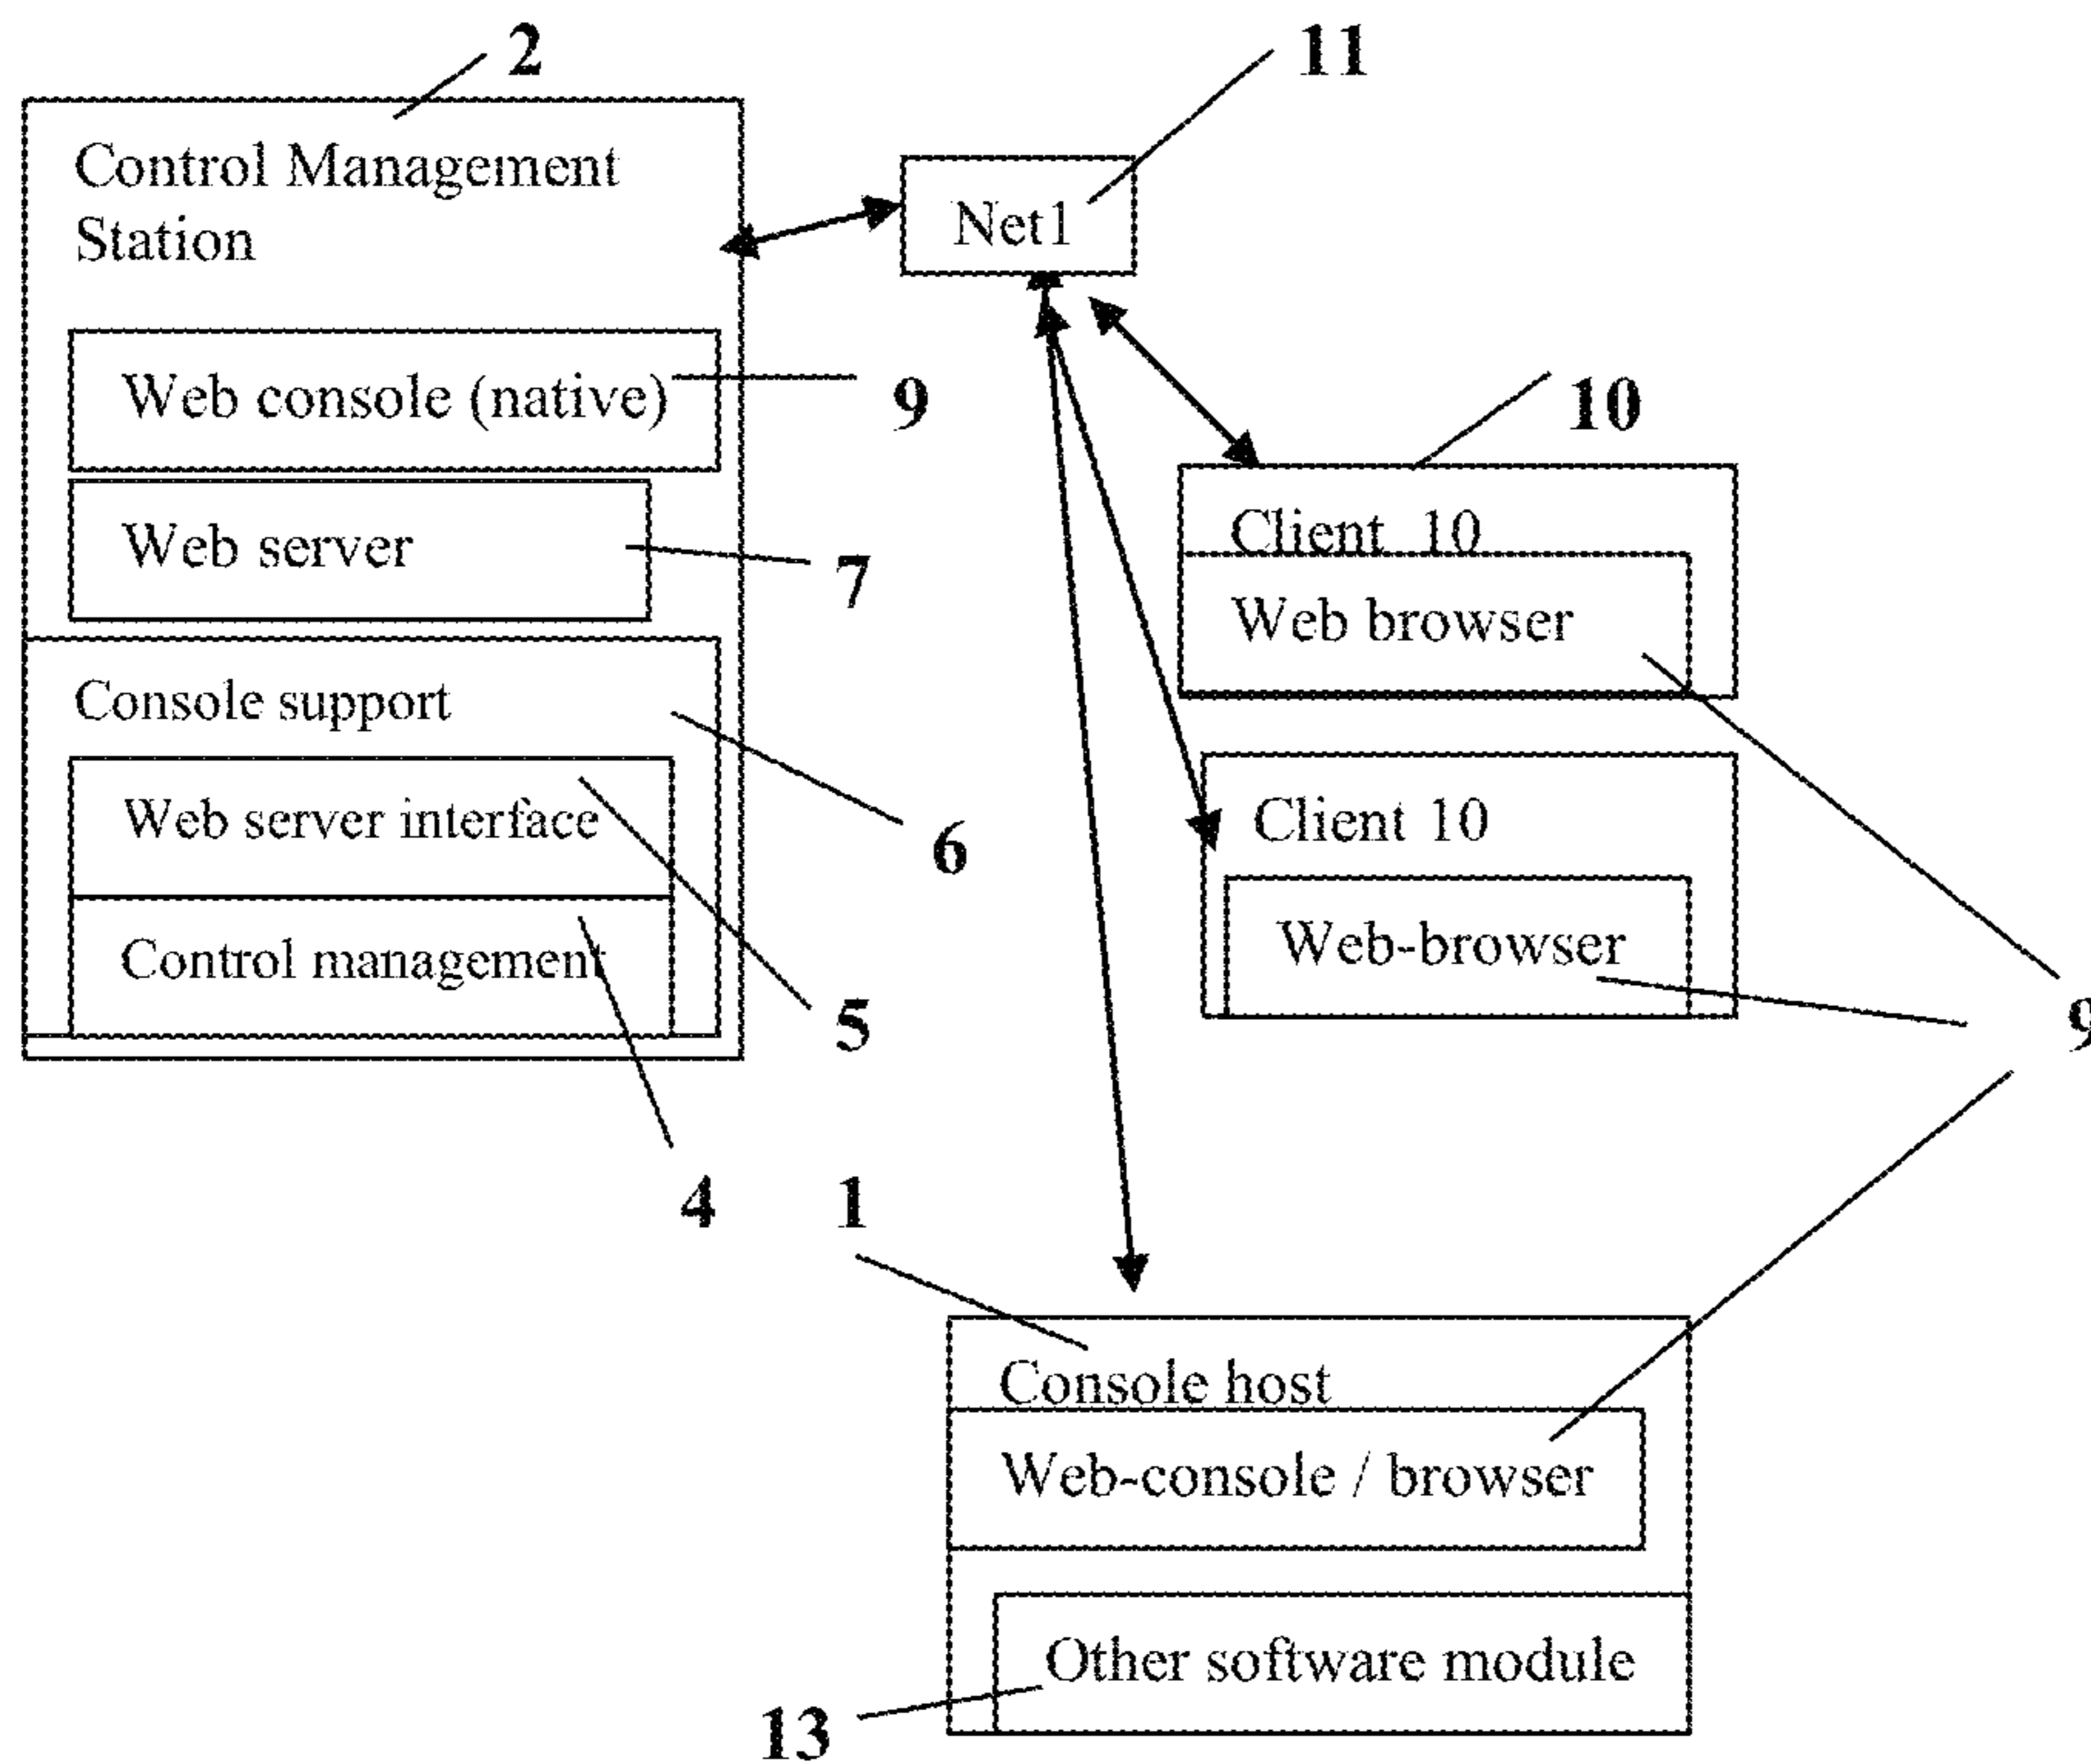 2
11
Control Management
Station
Net1
Web console (native)
9
10
Web server
7
Client 10
Web browser
Console support
6
Web server interface
Client 10
Web-browser
Control management
5
9
4
1
Console host
Web-console / browser
Other software module
13